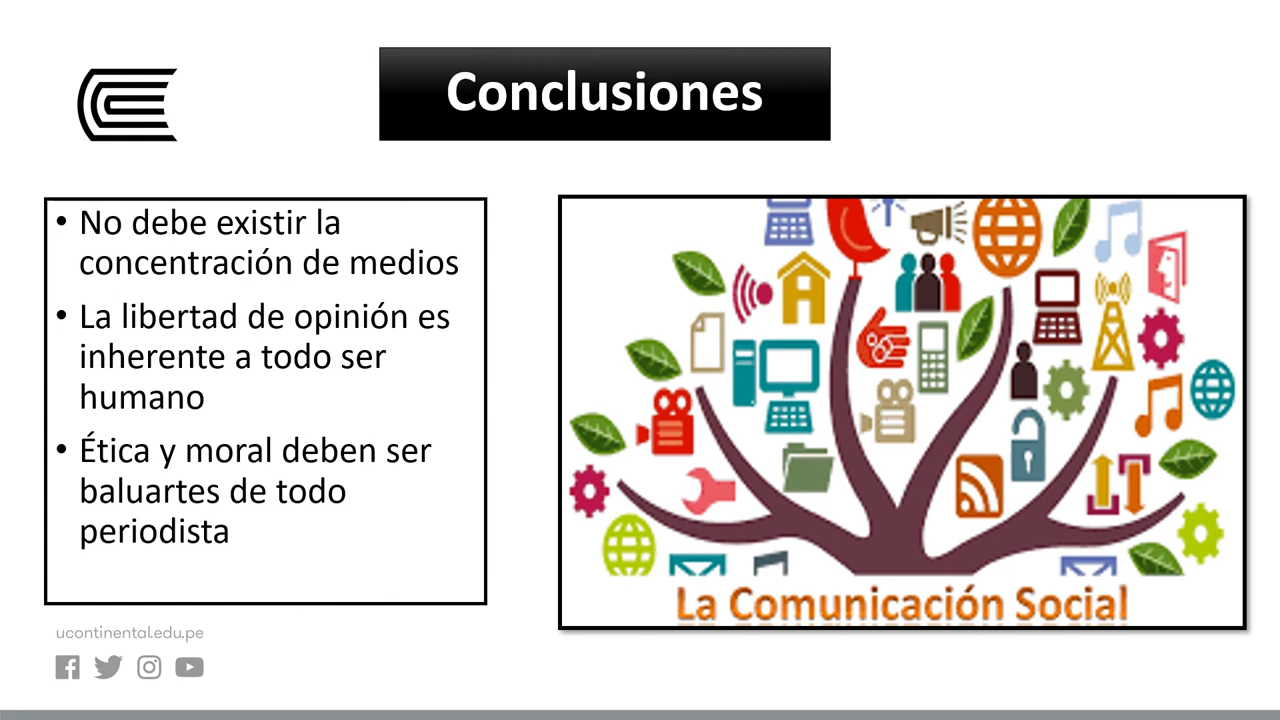 Conclusiones
• No debe existir la
concentración de medios
• La libertad de opinión es
inherente a todo ser
humano
• Ética y moral deben ser
baluartes de todo
periodista
La Comunicación Social
ucontinental.edu.pe